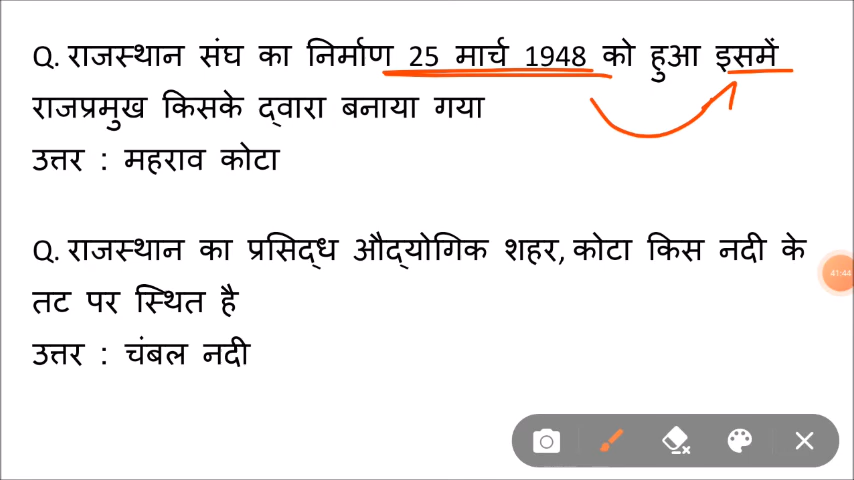 Q. राजस्थान संघ का निर्माण 25 मार्च 1948 को हुआ इसमें
राजप्रमुख किसके द्वारा बनाया गया
उत्तर : महराव कोटा
Q. राजस्थान का प्रसिद्ध औद्योगिक शहर, कोटा किस नदी के
तट पर स्थित है
उत्तर : चंबल नदी
41:44